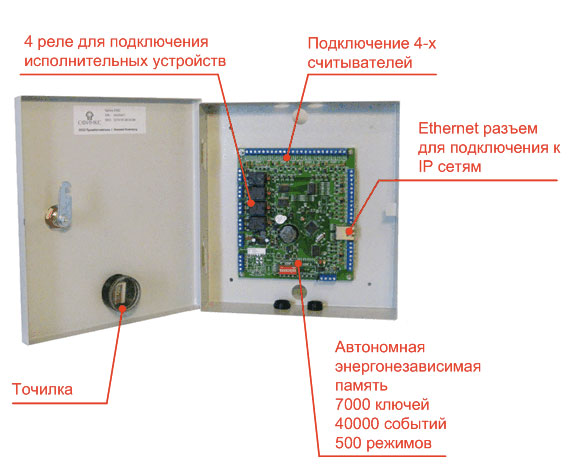 4 реле для подключения
исполнительных устройств
Подключение 4-х
считывателей
Ethernet разъем
для подключения к
IP сетям
Точилка
Автономная
энергонезависимая
память
7000 ключей
40000 событий
500 режимов